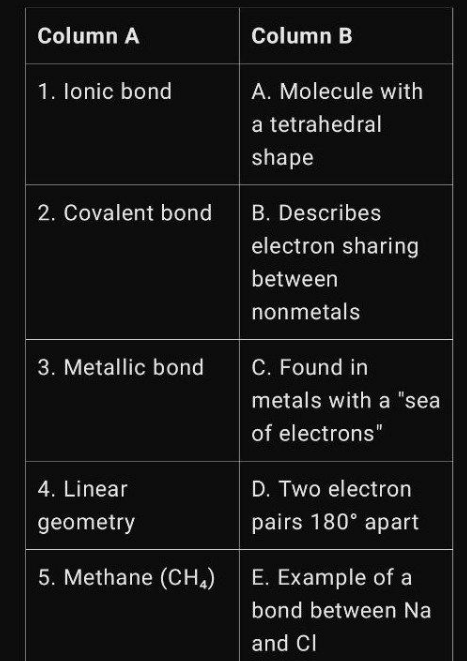 Column A
Column B
1. Ionic bond
A. Molecule with
a tetrahedral
shape
2. Covalent bond
B. Describes
electron sharing
between
nonmetals
3. Metallic bond
C. Found in
metals with a "sea
of electrons"
4. Linear
geometry
D. Two electron
pairs 180° apart
5. Methane (CH₄)
E. Example of a
bond between Na
and Cl